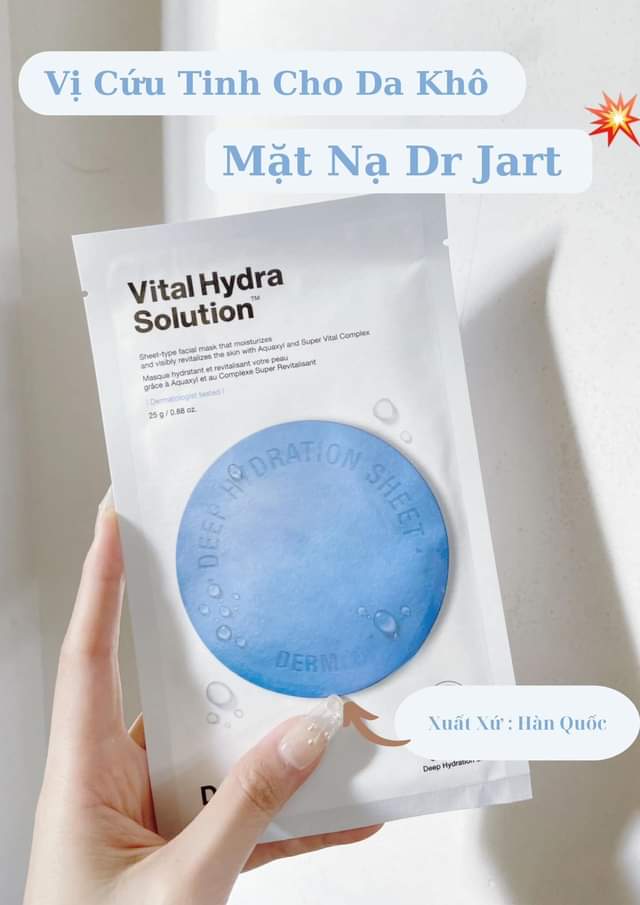 Vị Cứu Tinh Cho Da Khô
Mặt Nạ Dr Jart
Vital Hydra
Solution™
Sheet-type facial mask that moisturizes
and visibly revitalizes the skin with Aquaxyl and Super Vital Complex
Masque hydratant et revitalisant votre peau
grâce à Aquaxyl et au Complexe Super Revitalisant
| Dermatologist tested |
25 g / 0.88 oz.
DEEP HYDRATION SHEET
Xuất Xứ : Hàn Quốc
Deep Hydration